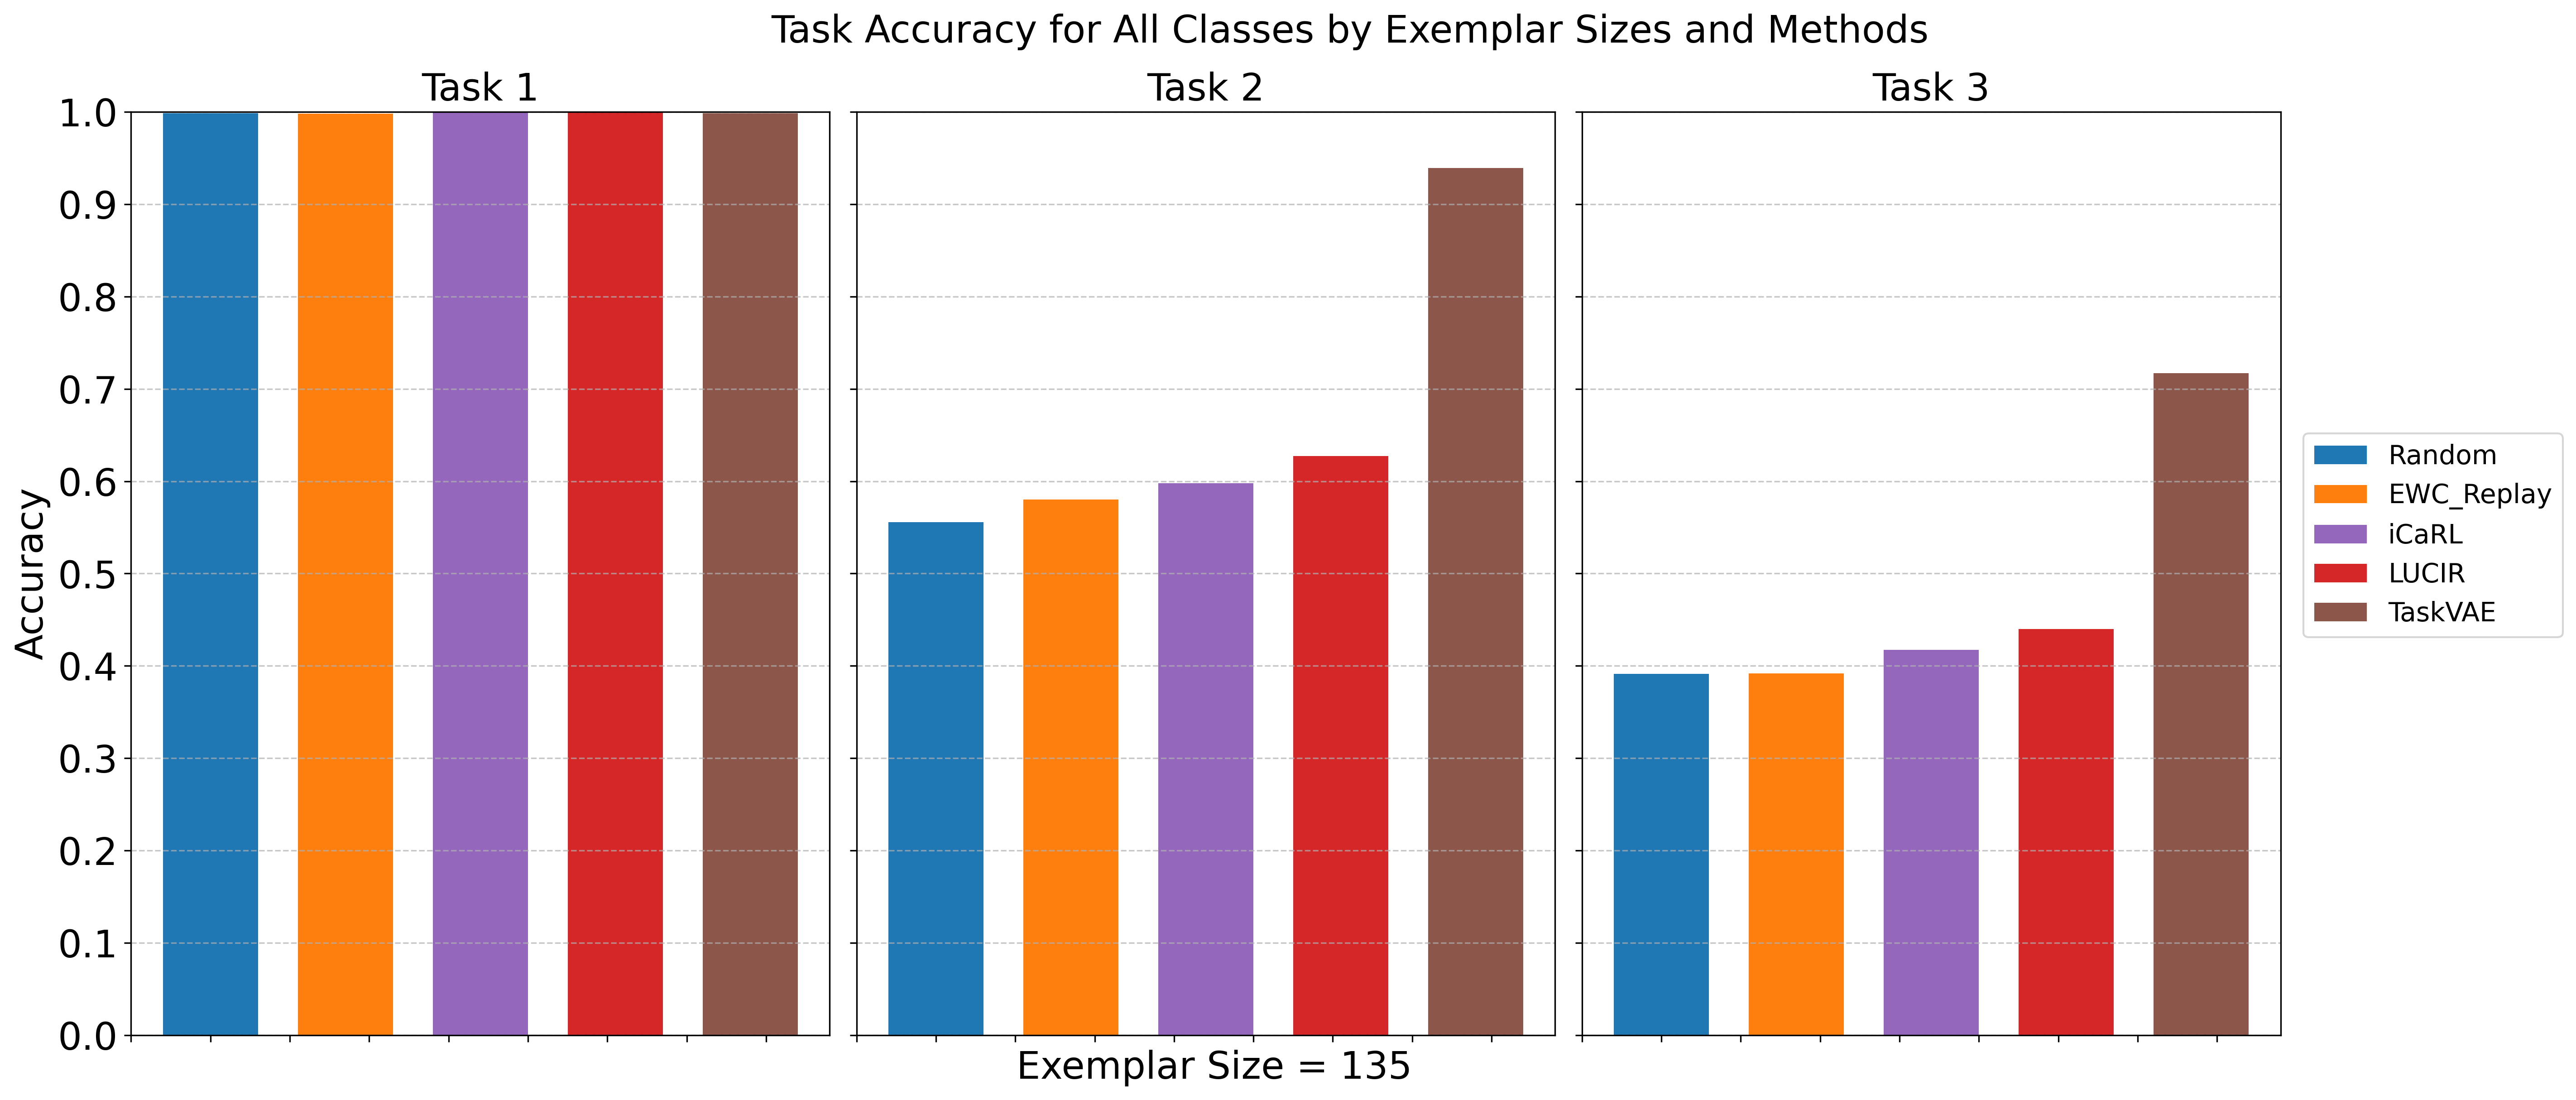 Task Accuracy for All Classes by Exemplar Sizes and Methods
Task 1
Task 2
Task 3
Accuracy
1.0
0.9
0.8
0.7
0.6
0.5
0.4
0.3
0.2
0.1
0.0
Exemplar Size = 135
Random
EWC_Replay
iCaRL
LUCIR
TaskVAE